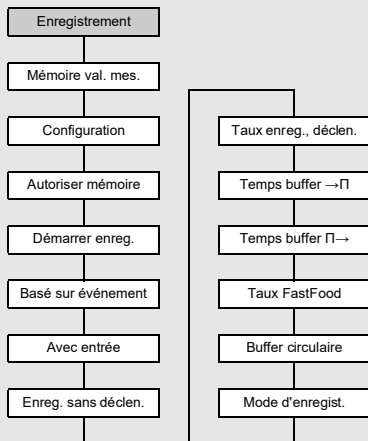 Enregistrement
Mémoire val. mes.
Configuration
Autoriser mémoire
Démarrer enreg.
Basé sur événement
Avec entrée
Enreg. sans déclen.
Taux enreg., déclen.
Temps buffer →Π
Temps buffer Π→
Taux FastFood
Buffer circulaire
Mode d'enregist.